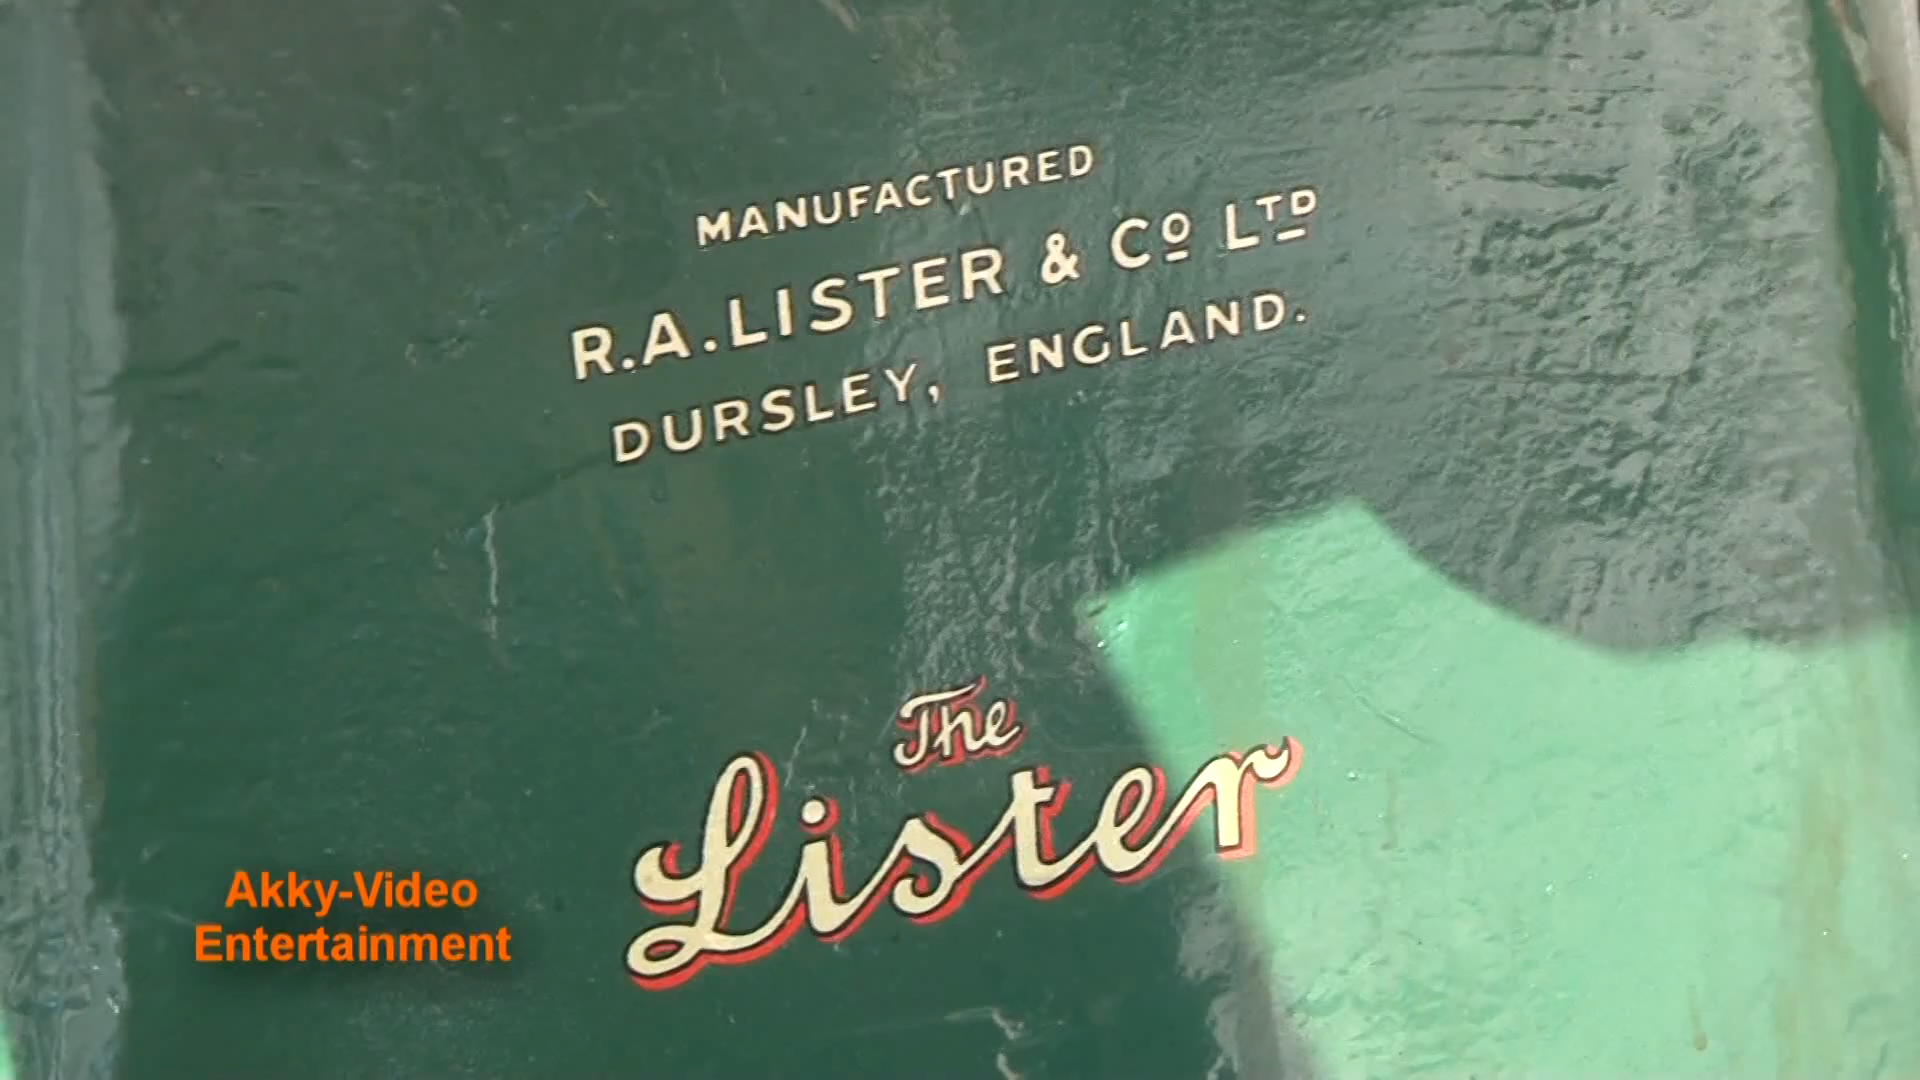 MANUFACTURED
R.A. LISTER & Co LTD
DURSLEY, ENGLAND.
The
Lister
Akky-Video
Entertainment